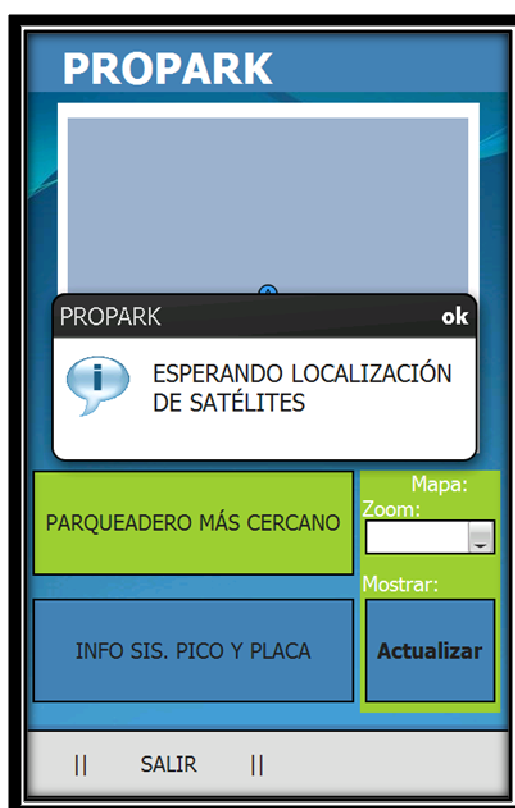 PROPARK
PROPARK ok
ESPERANDO LOCALIZACIÓN
DE SATÉLITES
PARQUEADERO MÁS CERCANO
Mapa:
Zoom:
Mostrar:
INFO SIS. PICO Y PLACA
Actualizar
|| SALIR ||